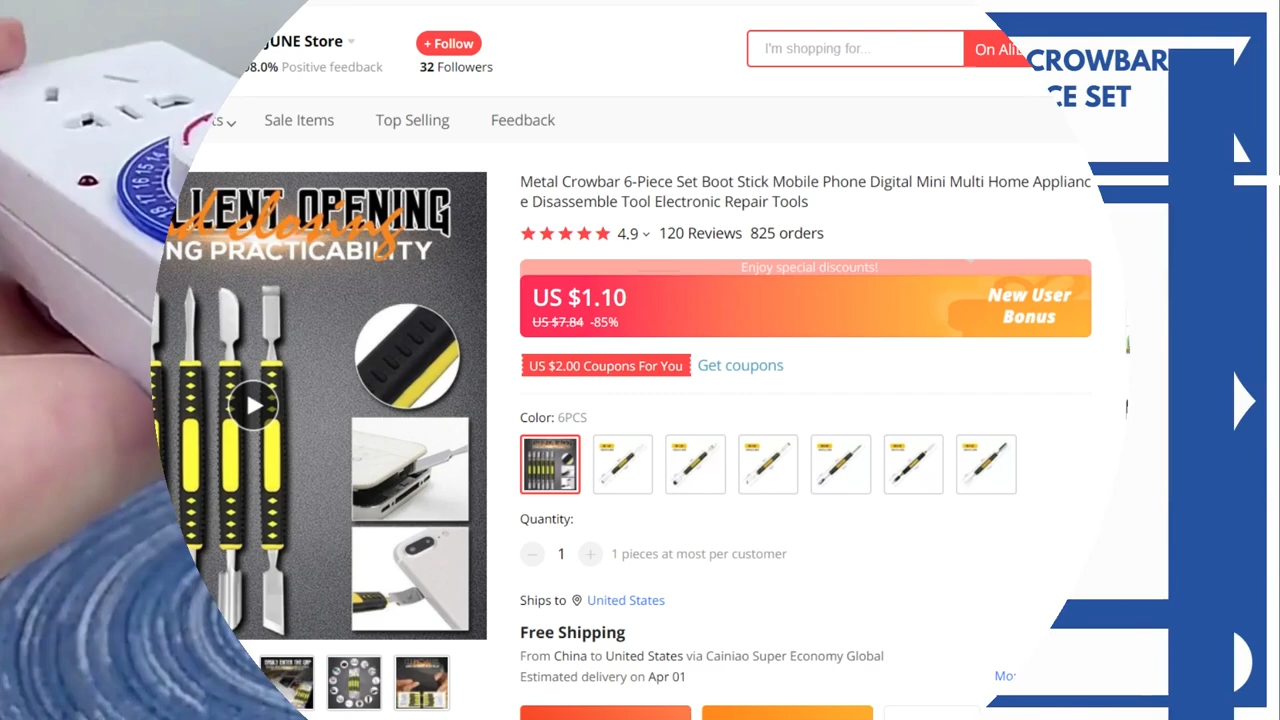 JUNE Store
+ Follow
98.0% Positive feedback
32 Followers
I'm shopping for...
On Ali
CROWBAR
CE SET
ts
Sale Items
Top Selling
Feedback
LLENT OPENING
NG PRACTICABILITY
Metal Crowbar 6-Piece Set Boot Stick Mobile Phone Digital Mini Multi Home Applianc
e Disassemble Tool Electronic Repair Tools
4.9 120 Reviews 825 orders
Enjoy special discounts!
US $1.10
US $7.84 -85%
New User
Bonus
US $2.00 Coupons For You Get coupons
Color: 6PCS
Quantity:
1
1 pieces at most per customer
Ships to United States
Free Shipping
From China to United States via Cainiao Super Economy Global
Estimated delivery on Apr 01
Mo
14
15
16